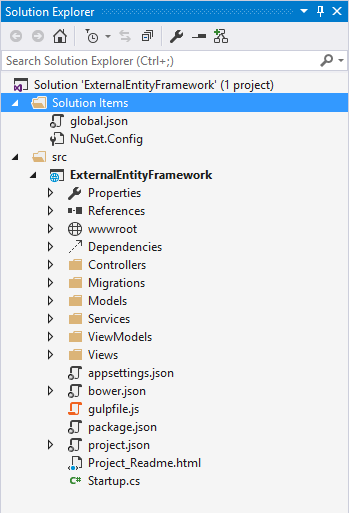 Solution Explorer
Search Solution Explorer (Ctrl+;)
Solution 'ExternalEntityFramework' (1 project)
Solution Items
global.json
NuGet.Config
src
ExternalEntityFramework
Properties
References
wwwroot
Dependencies
Controllers
Migrations
Models
Services
ViewModels
Views
appsettings.json
bower.json
gulpfile.js
package.json
project.json
Project_Readme.html
C# Startup.cs